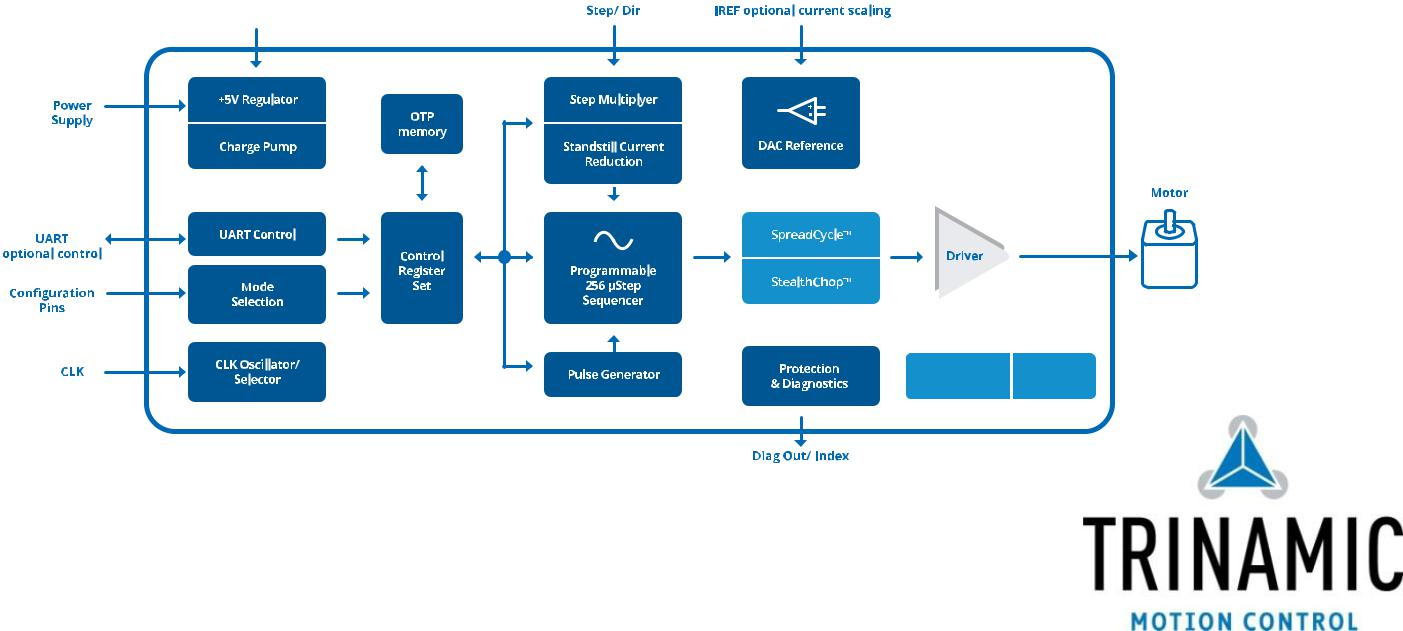 Step/ Dir
IREF optional current scaling
Power
Supply
+5V Regulator
Charge Pump
OTP
memory
Step Multiplyer
Standstill Current
Reduction
DAC Reference
Motor
UART
optional control
UART Control
Configuration
Pins
Mode
Selection
Control
Register
Set
Programmable
256 µStep
Sequencer
SpreadCycle™
StealthChop™
Driver
CLK
CLK Oscillator/
Selector
Pulse Generator
Protection
& Diagnostics
Diag Out/ Index
TRINAMIC
MOTION CONTROL